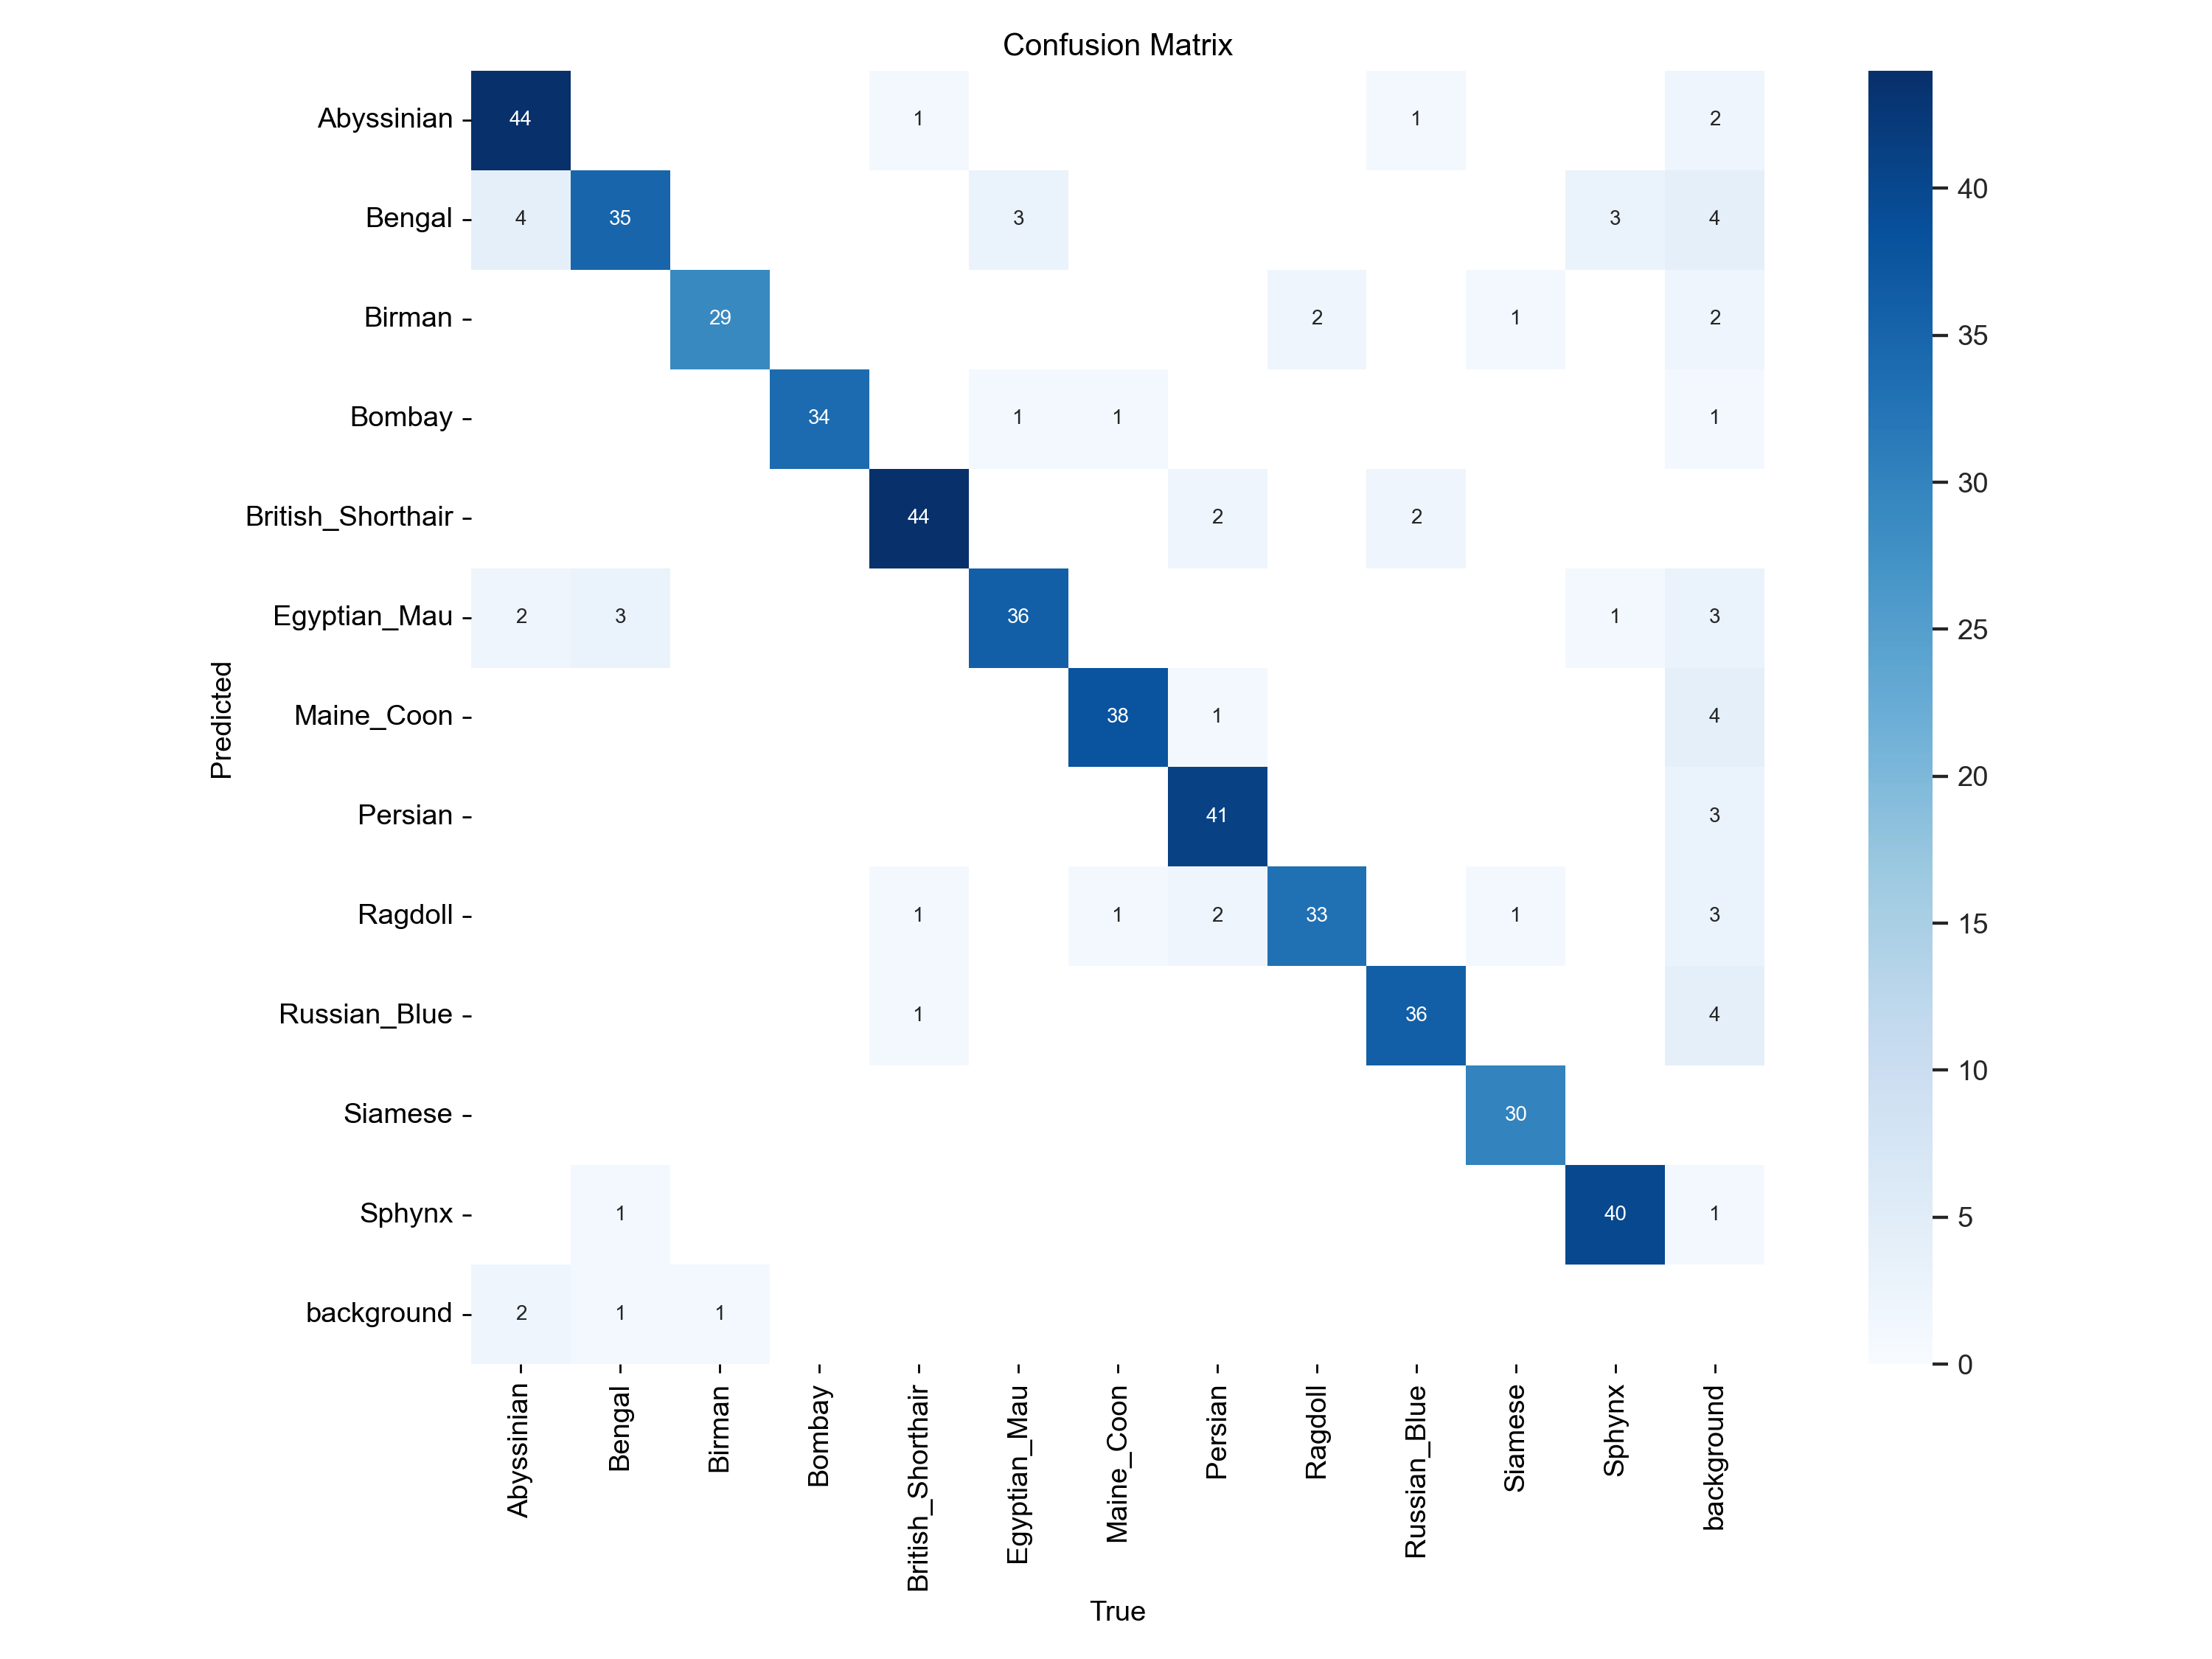 Confusion Matrix
Abyssinian 44 1 1 2
Bengal 4 35 3 3 4
Birman 29 2 1 2
Bombay 34 1 1 1
British_Shorthair 44 2 2
Egyptian_Mau 2 3 36 1 3
Maine_Coon 38 1 4
Persian 41 3
Ragdoll 1 1 2 33 1 3
Russian_Blue 1 36 4
Siamese 30
Sphynx 1 40 1
background 2 1 1
Predicted
Abyssinian
Bengal
Birman
Bombay
British_Shorthair
Egyptian_Mau
Maine_Coon
Persian
Ragdoll
Russian_Blue
Siamese
Sphynx
background
True
40
35
30
25
20
15
10
5
0